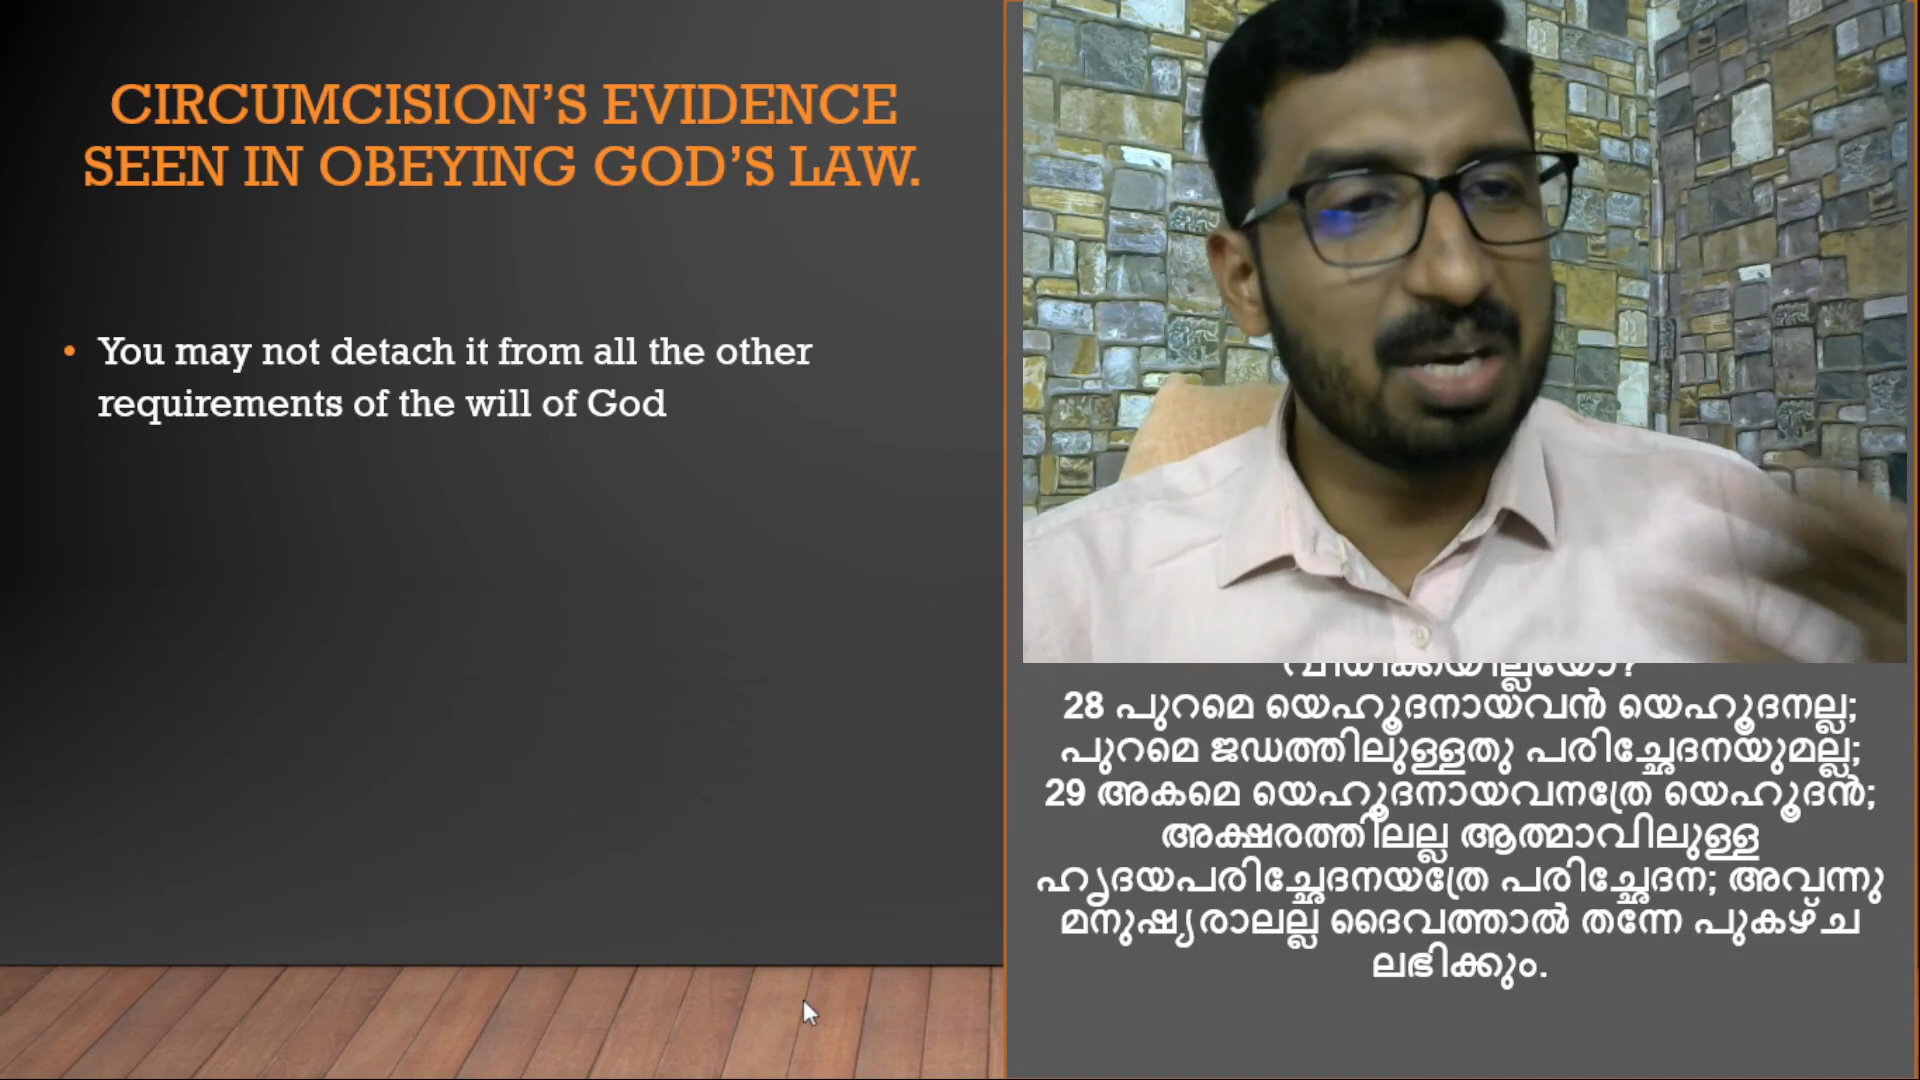 CIRCUMCISION’S EVIDENCE
SEEN IN OBEYING GOD’S LAW.
• You may not detach it from all the other
requirements of the will of God
വിധിക്കയില്ലയോ?
28 പുറമെ യെഹൂദനായവൻ യെഹൂദനല്ല;
പുറമെ ജഡത്തിലുള്ളതു പരിച്ഛേദനയുമല്ല;
29 അകമെ യെഹൂദനായവനത്രേ യെഹൂദൻ;
അക്ഷരത്തിലല്ല ആത്മാവിലുള്ള
ഹൃദയപരിച്ഛേദനയത്രേ പരിച്ഛേദന; അവന്നു
മനുഷ്യരാലല്ല ദൈവത്താൽ തന്നേ പുകഴ്ച
ലഭിക്കും.